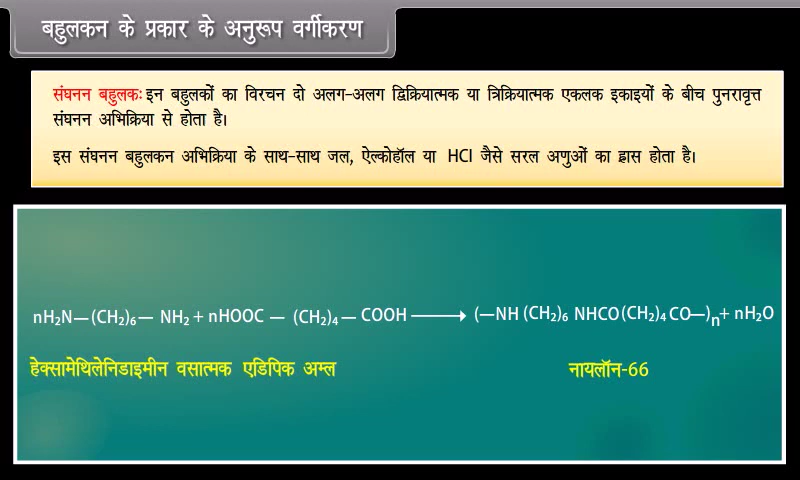 बहुलकन के प्रकार के अनुरूप वर्गीकरण
संघनन बहुलकः इन बहुलकों का विरचन दो अलग-अलग द्विक्रियात्मक या त्रिक्रियात्मक एकलक इकाइयों के बीच पुनरावृत्त
संघनन अभिक्रिया से होता है।
इस संघनन बहुलकन अभिक्रिया के साथ-साथ जल, ऐल्कोहॉल या HCl जैसे सरल अणुओं का ह्रास होता है।
nH₂N—(CH₂)₆— NH₂ + nHOOC — (CH₂)₄ — COOH ⟶ (—NH (CH₂)₆ NHCO(CH₂)₄ CO—)ₙ+ nH₂O
हेक्सामेथिलेनिडाइमीन वसात्मक एडिपिक अम्ल नायलॉन-66